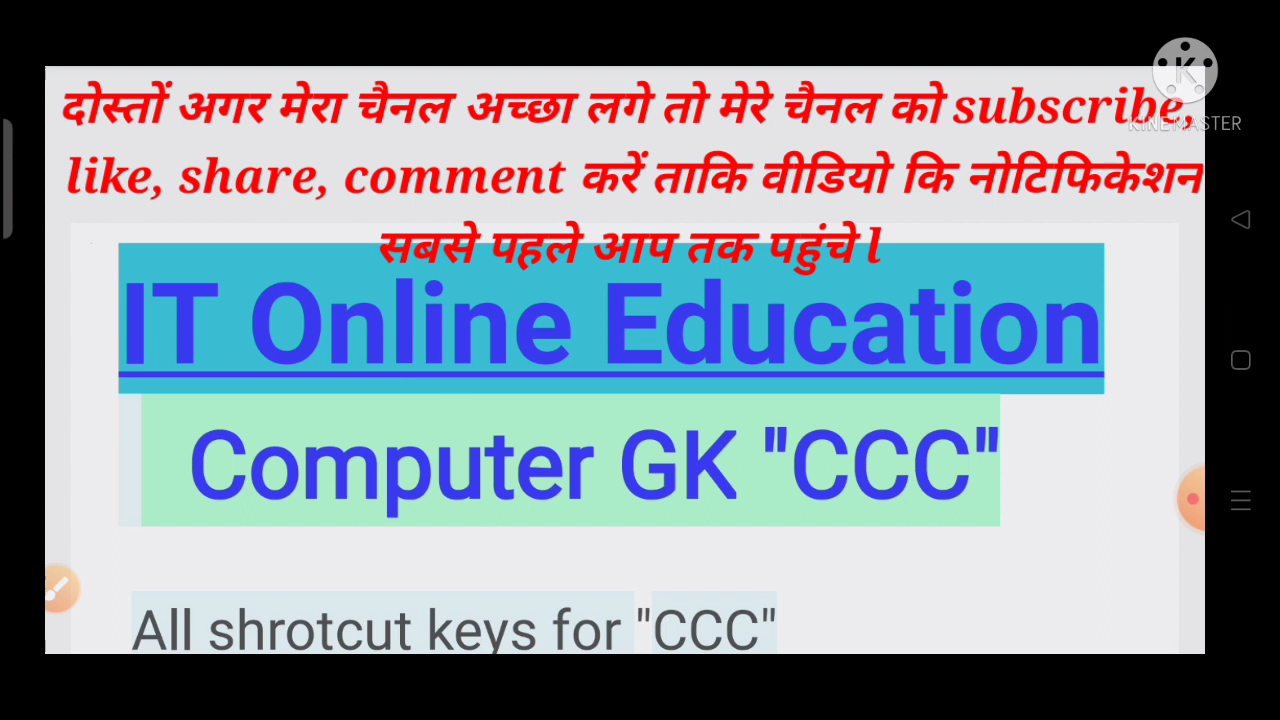 दोस्तों अगर मेरा चैनल अच्छा लगे तो मेरे चैनल को subscribe,
KINEMASTER
like, share, comment करें ताकि वीडियो कि नोटिफिकेशन
सबसे पहले आप तक पहुंचे l
IT Online Education
Computer GK "CCC"
All shrotcut keys for "CCC"